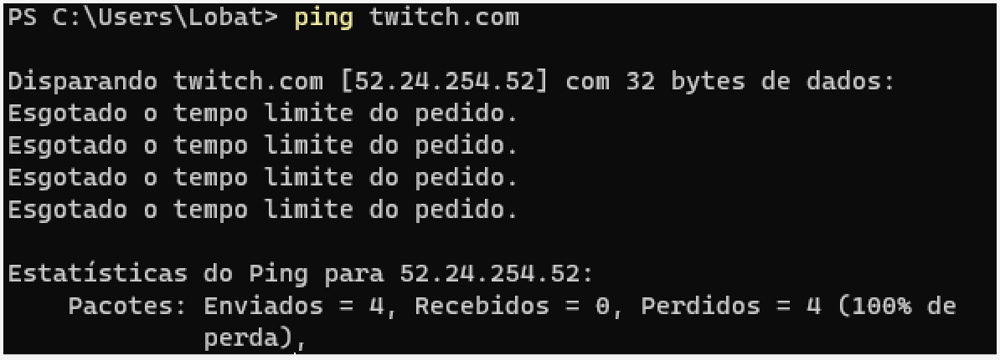 PS C:\Users\Lobat> ping twitch.com
Disparando twitch.com [52.24.254.52] com 32 bytes de dados:
Esgotado o tempo limite do pedido.
Esgotado o tempo limite do pedido.
Esgotado o tempo limite do pedido.
Esgotado o tempo limite do pedido.
Estatísticas do Ping para 52.24.254.52:
Pacotes: Enviados = 4, Recebidos = 0, Perdidos = 4 (100% de
perda),